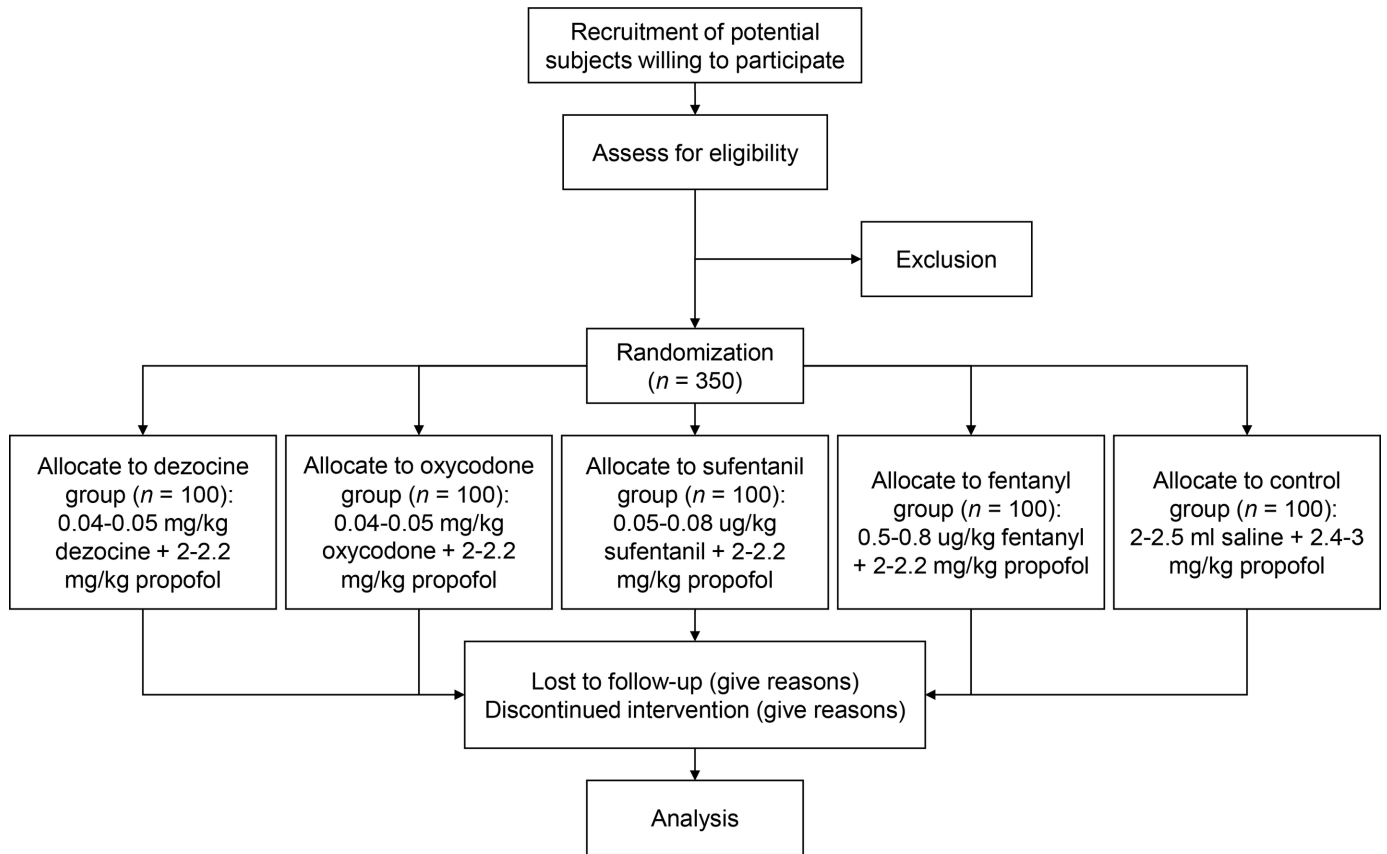 Recruitment of potential
subjects willing to participate
Assess for eligibility
Exclusion
Randomization
(n = 350)
Allocate to dezocine
group (n = 100):
0.04-0.05 mg/kg
dezocine + 2-2.2
mg/kg propofol
Allocate to oxycodone
group (n = 100):
0.04-0.05 mg/kg
oxycodone + 2-2.2
mg/kg propofol
Allocate to sufentanil
group (n = 100):
0.05-0.08 ug/kg
sufentanil + 2-2.2
mg/kg propofol
Allocate to fentanyl
group (n = 100):
0.5-0.8 ug/kg fentanyl
+ 2-2.2 mg/kg propofol
Allocate to control
group (n = 100):
2-2.5 ml saline + 2.4-3
mg/kg propofol
Lost to follow-up (give reasons)
Discontinued intervention (give reasons)
Analysis